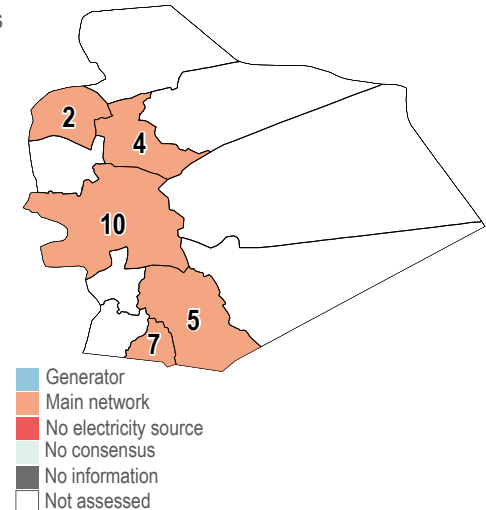 s
2
4
10
5
7
Generator
Main network
No electricity source
No consensus
No information
Not assessed